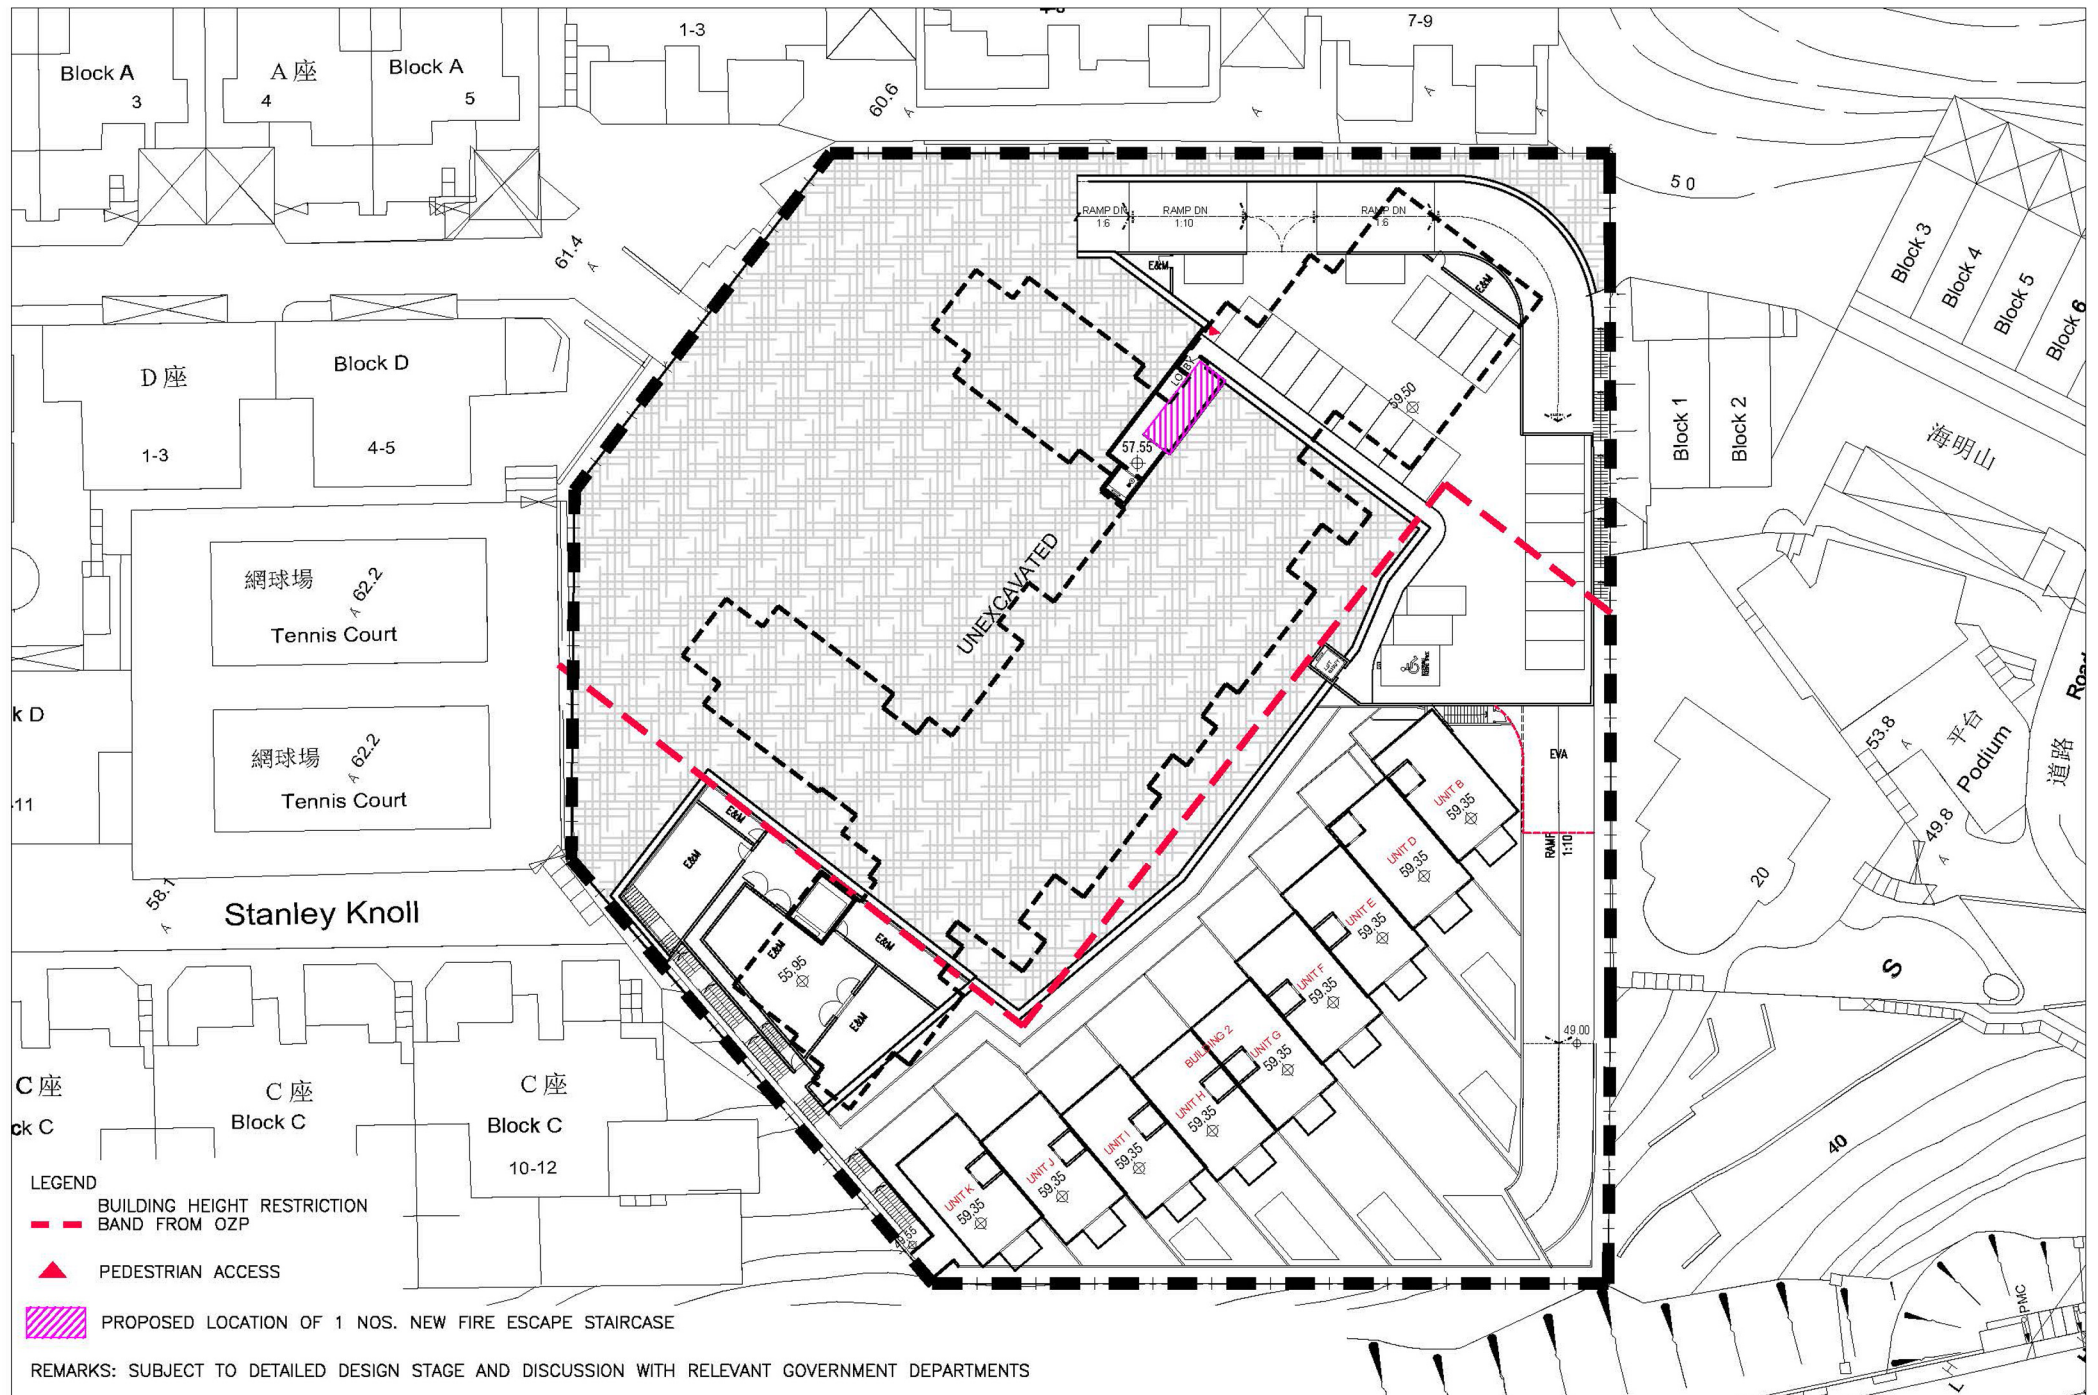 1-3
7-9
Block A
A座
Block A
3
4
5
60.6
50
RAMP DN
1:6
RAMP DN
1:10
RAMP DN
1:6
E&M
E&M
Block 3
Block 4
Block 5
Block 6
61.4
D座
Block D
1-3
4-5
LOBBY
59.50
57.55
Block 1
Block 2
海明山
網球場
62.2
Tennis Court
網球場
62.2
Tennis Court
UNEXCAVATED
k D
-11
58.1
Stanley Knoll
E&M
E&M
E&M
E&M
E&M
55.95
EVA
RAMP
1:10
UNIT B
59.35
UNIT D
59.35
UNIT E
59.35
UNIT F
59.35
BUILDING 2
UNIT G
59.35
UNIT H
59.35
UNIT I
59.35
UNIT J
59.35
UNIT K
59.35
49.00
53.8
平台
Podium
道路
Road
49.8
20
S
40
PMC
C座
ck C
C座
Block C
C座
Block C
10-12
LEGEND
BUILDING HEIGHT RESTRICTION
BAND FROM OZP
PEDESTRIAN ACCESS
PROPOSED LOCATION OF 1 NOS. NEW FIRE ESCAPE STAIRCASE
REMARKS: SUBJECT TO DETAILED DESIGN STAGE AND DISCUSSION WITH RELEVANT GOVERNMENT DEPARTMENTS